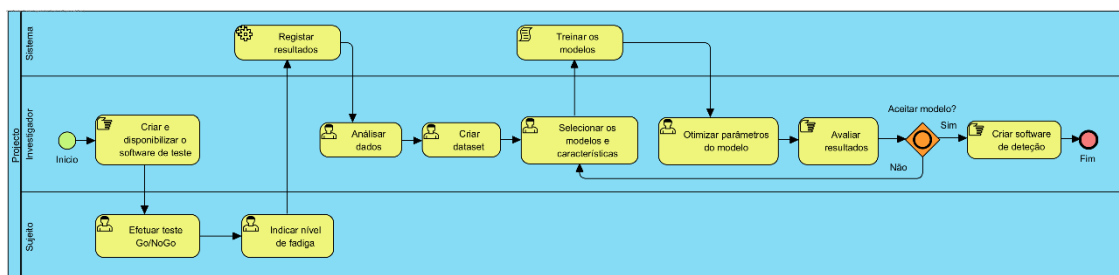 Projecto
Sistema
Registar
resultados
Treinar os
modelos
Investigador
Início
Criar e
disponibilizar o
software de teste
Análisar
dados
Criar
dataset
Selecionar os
modelos e
características
Otimizar parâmetros
do modelo
Avaliar
resultados
Aceitar modelo?
Sim
Não
Criar software
de deteção
Fim
Sujeito
Efetuar teste
Go/NoGo
Indicar nível
de fadiga